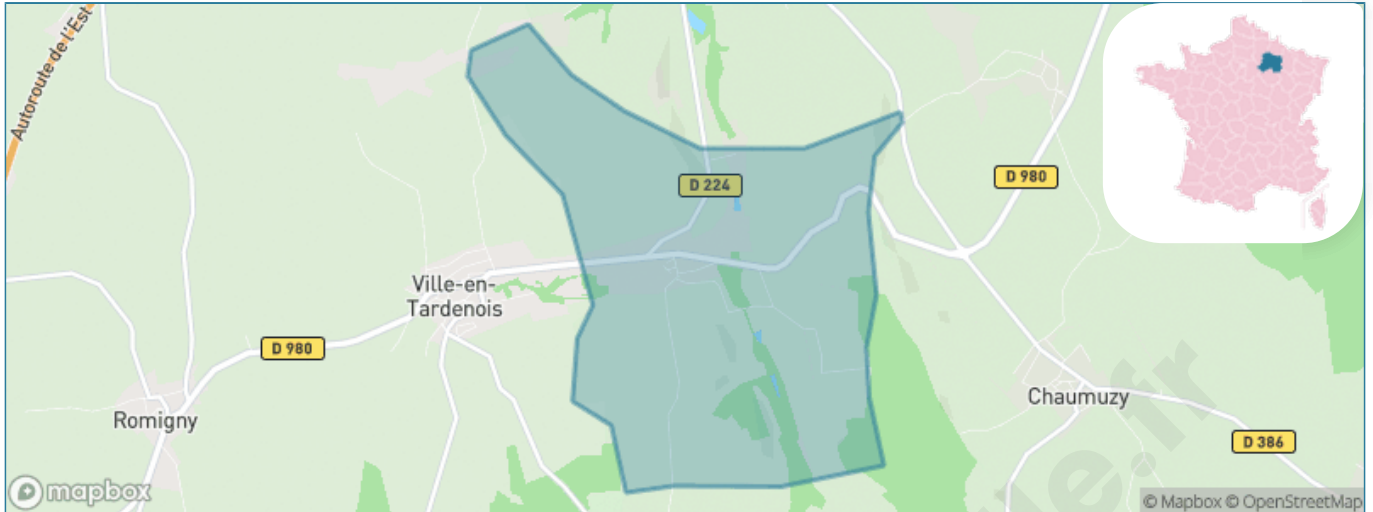 Autoroute de l'Est
D 224
D 980
Ville-en-
Tardenois
D 980
Romigny
Chaumuzy
D 386
mapbox
© Mapbox © OpenStreetMap